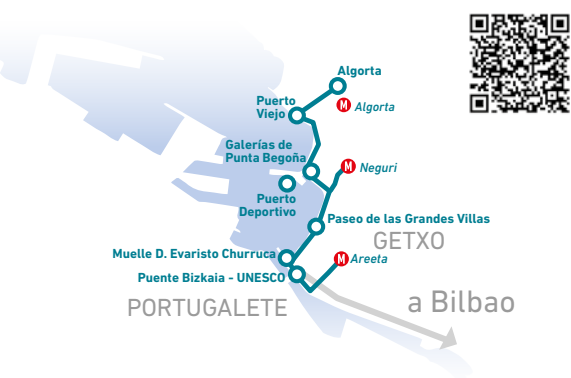 Algorta
Puerto
Viejo
M Algorta
Galerías de
Punta Begoña
M Neguri
Puerto
Deportivo
Paseo de las Grandes Villas
GETXO
Muelle D. Evaristo Churruca
M Areeta
Puente Bizkaia - UNESCO
PORTUGALETE
a Bilbao